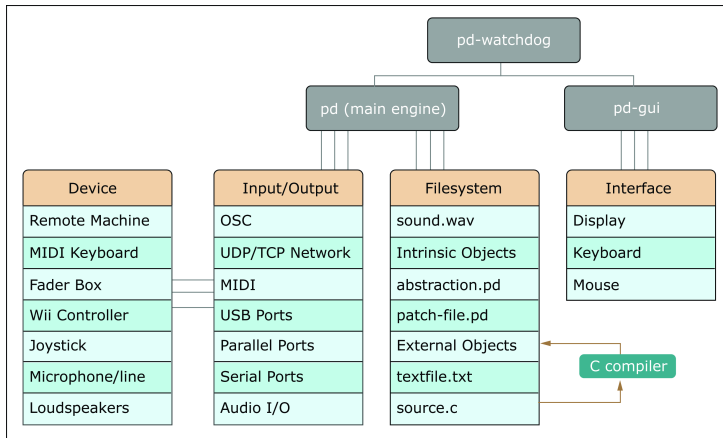 pd-watchdog
pd (main engine)
pd-gui
Device
Remote Machine
MIDI Keyboard
Fader Box
Wii Controller
Joystick
Microphone/line
Loudspeakers
Input/Output
OSC
UDP/TCP Network
MIDI
USB Ports
Parallel Ports
Serial Ports
Audio I/O
Filesystem
sound.wav
Intrinsic Objects
abstraction.pd
patch-file.pd
External Objects
textfile.txt
source.c
Interface
Display
Keyboard
Mouse
C compiler